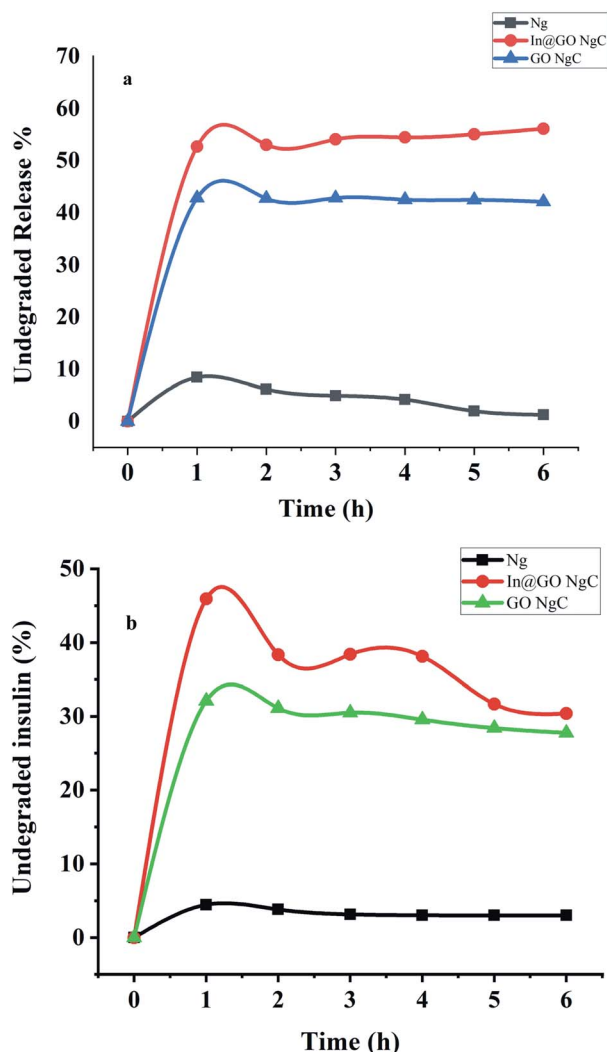 Ng
In@GO NgC
GO NgC
a
Undegraded Release %
70
60
50
40
30
20
10
0
0 1 2 3 4 5 6
Time (h)
Ng
In@GO NgC
GO NgC
b
Undegraded insulin (%)
50
40
30
20
10
0
0 1 2 3 4 5 6
Time (h)